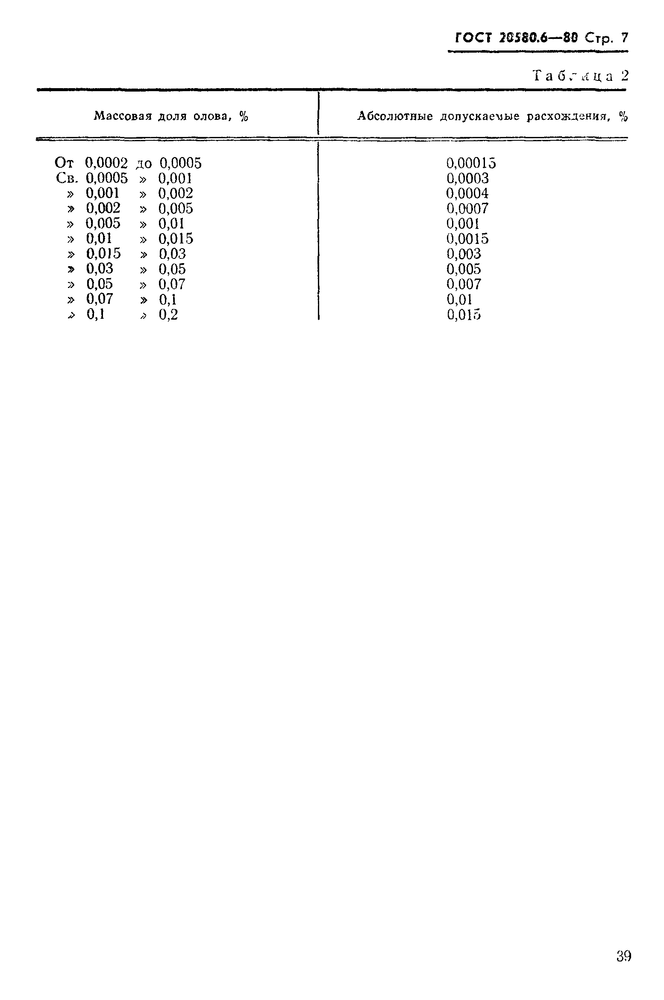 ГОСТ 20580.6—80 Стр. 7
Таблица 2
Массовая доля олова, % Абсолютные допускаемые расхождения, %
От 0,0002 до 0,0005 0,00015
Св. 0,0005 » 0,001 0,0003
» 0,001 » 0,002 0,0004
» 0,002 » 0,005 0,0007
» 0,005 » 0,01 0,001
» 0,01 » 0,015 0,0015
» 0,015 » 0,03 0,003
» 0,03 » 0,05 0,005
» 0,05 » 0,07 0,007
» 0,07 » 0,1 0,01
» 0,1 » 0,2 0,015
39